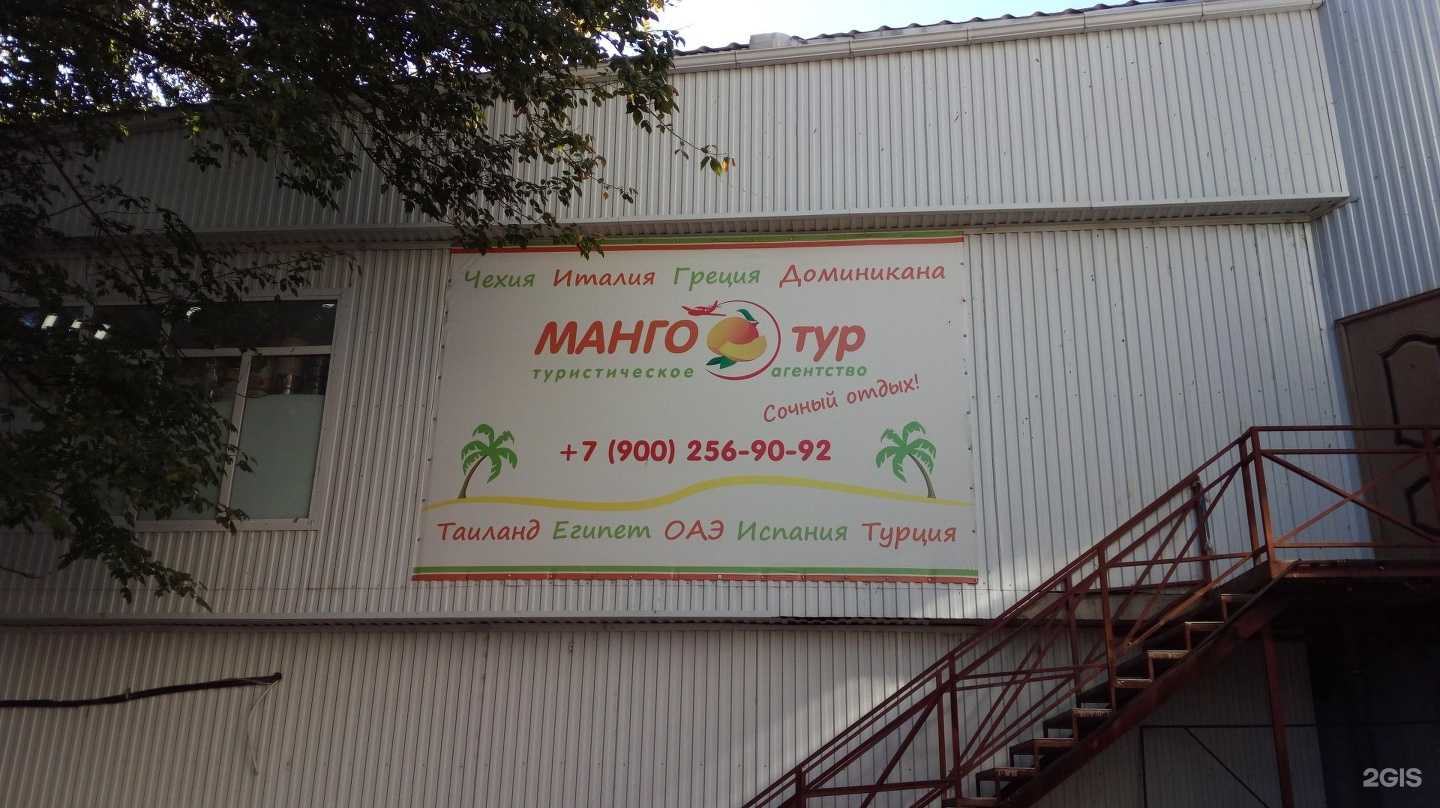 Чехия Италия Греция Доминикана
МАНГО тур
туристическое агентство
Сочный отдых!
+7 (900) 256-90-92
Таиланд Египет ОАЭ Испания Турция
2GIS